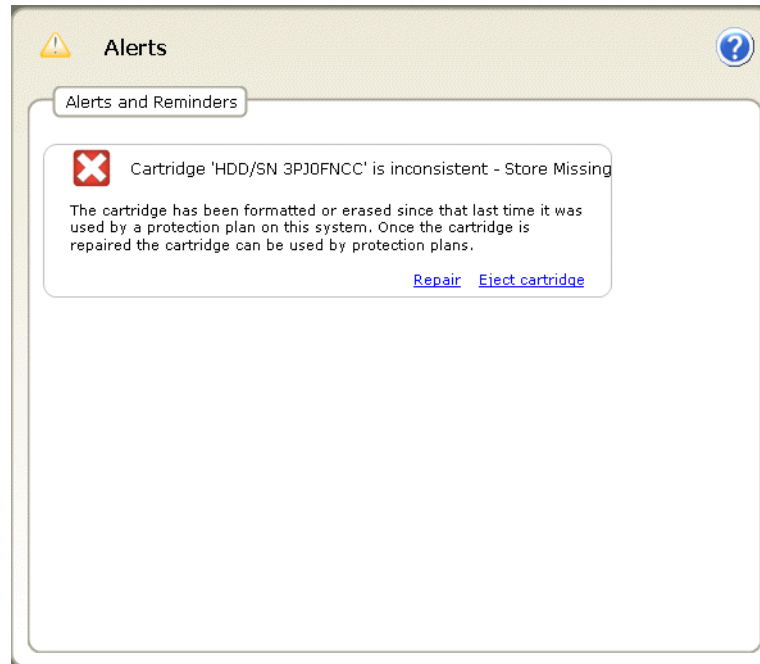 Alerts
?
Alerts and Reminders
Cartridge 'HDD/SN 3PJ0FNCC' is inconsistent - Store Missing
The cartridge has been formatted or erased since that last time it was
used by a protection plan on this system. Once the cartridge is
repaired the cartridge can be used by protection plans.
Repair Eject cartridge